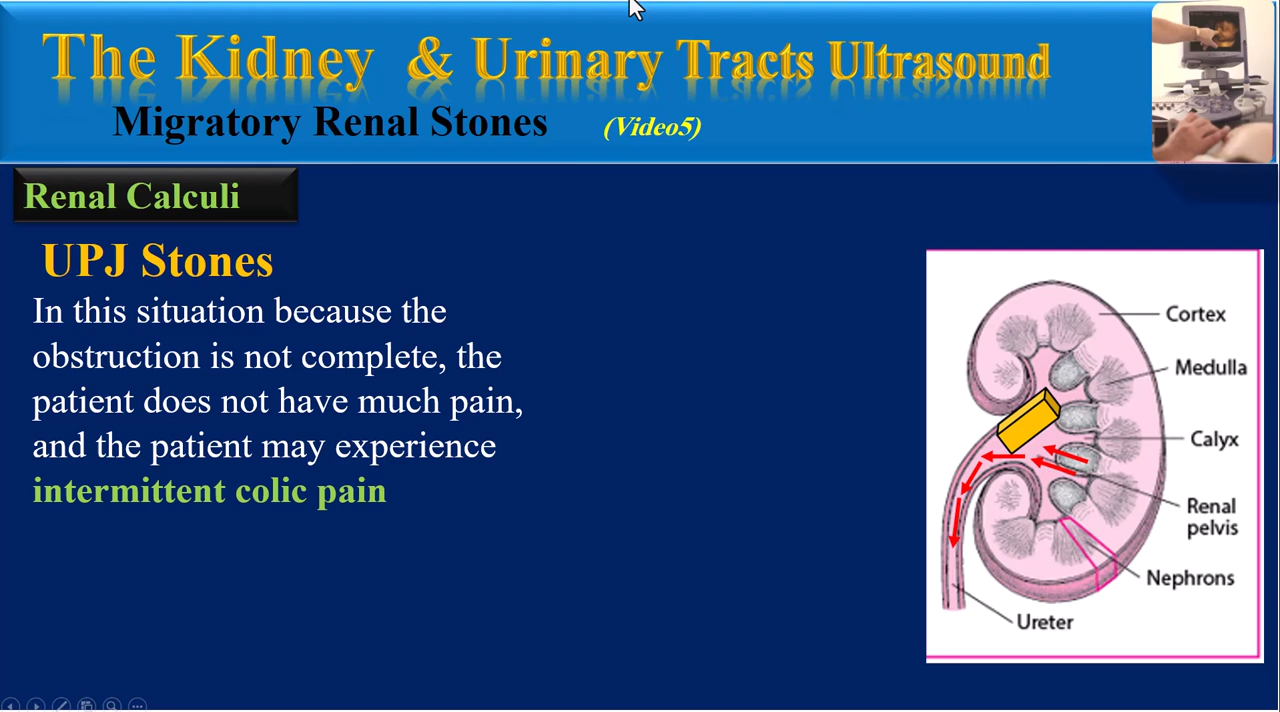 The Kidney & Urinary Tracts Ultrasound
Migratory Renal Stones (Video5)
Renal Calculi
UPJ Stones
In this situation because the
obstruction is not complete, the
patient does not have much pain,
and the patient may experience
intermittent colic pain
Cortex
Medulla
Calyx
Renal
pelvis
Nephrons
Ureter